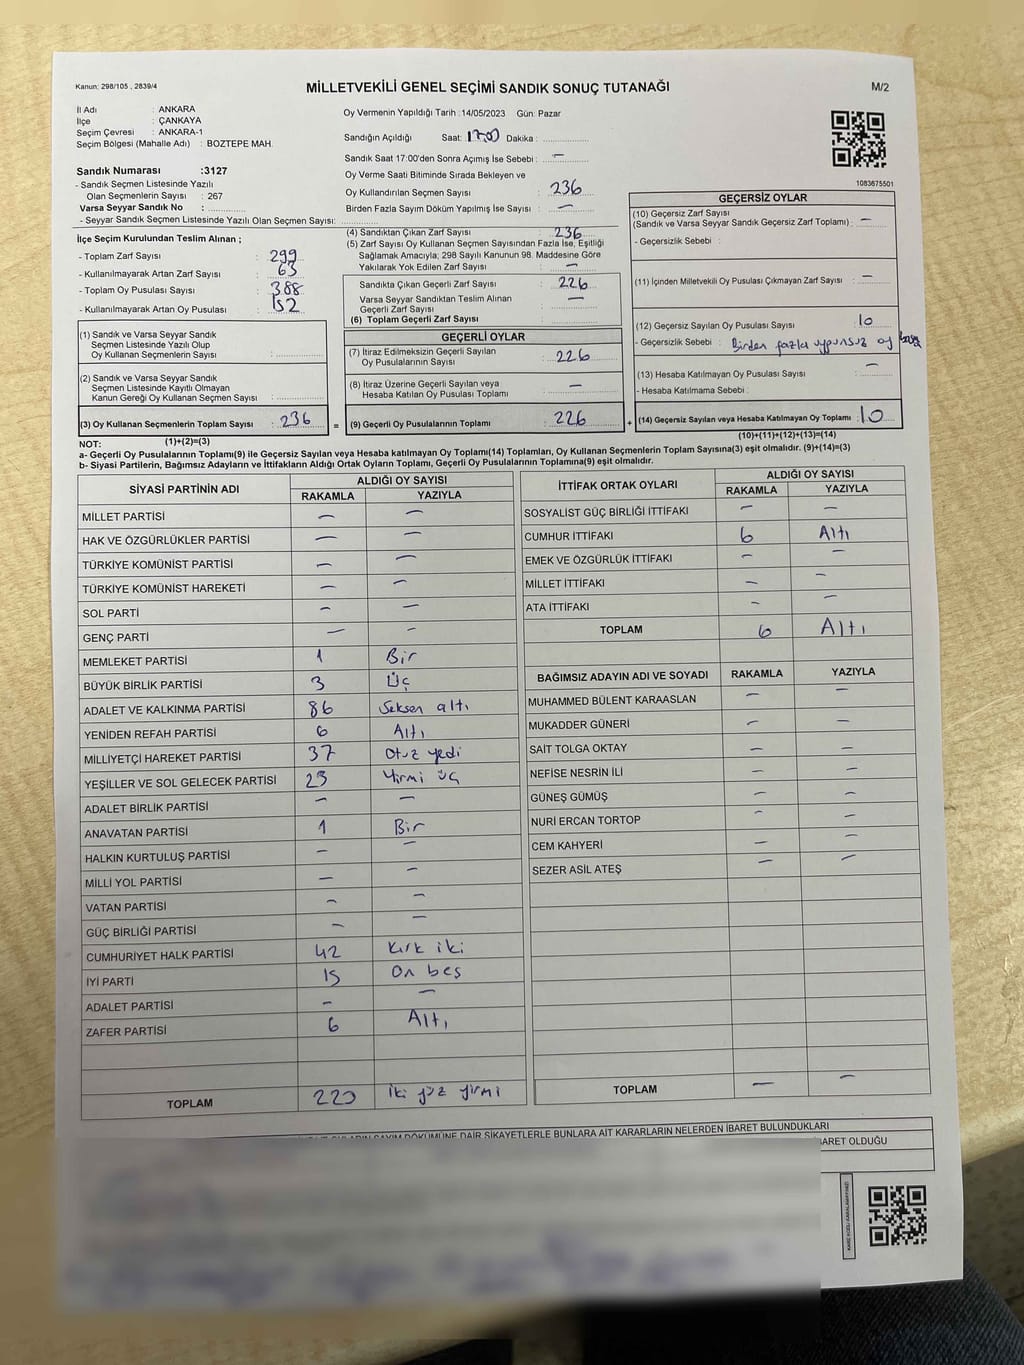 Kanun: 298/105 , 2839/4
MİLLETVEKİLİ GENEL SEÇİMİ SANDIK SONUÇ TUTANAĞI
M/2
İl Adı : ANKARA
İlçe : ÇANKAYA
Seçim Çevresi : ANKARA-1
Seçim Bölgesi (Mahalle Adı) : BOZTEPE MAH.
Sandık Numarası :3127
- Sandık Seçmen Listesinde Yazılı
Olan Seçmenlerin Sayısı : 267
Varsa Seyyar Sandık No :
- Seyyar Sandık Seçmen Listesinde Yazılı Olan Seçmen Sayısı:
Oy Vermenin Yapıldığı Tarih : 14/05/2023 Gün: Pazar
Sandığın Açıldığı Saat: 17:00 Dakika :
Sandık Saat 17:00'den Sonra Açımış İse Sebebi : —
Oy Verme Saati Bitiminde Sırada Bekleyen ve
Oy Kullandırılan Seçmen Sayısı : 236
Birden Fazla Sayım Döküm Yapılmış İse Sayısı : —
1083675501
İlçe Seçim Kurulundan Teslim Alınan ;
- Toplam Zarf Sayısı : 299
- Kullanılmayarak Artan Zarf Sayısı : 63
- Toplam Oy Pusulası Sayısı : 388
- Kullanılmayarak Artan Oy Pusulası : 152
(4) Sandıktan Çıkan Zarf Sayısı : 236
(5) Zarf Sayısı Oy Kullanan Seçmen Sayısından Fazla İse, Eşitliği
Sağlamak Amacıyla; 298 Sayılı Kanunun 98. Maddesine Göre
Yakılarak Yok Edilen Zarf Sayısı : —
Sandıkta Çıkan Geçerli Zarf Sayısı : 226
Varsa Seyyar Sandıktan Teslim Alınan
Geçerli Zarf Sayısı : —
(6) Toplam Geçerli Zarf Sayısı :
GEÇERSİZ OYLAR
(10) Geçersiz Zarf Sayısı
(Sandık ve Varsa Seyyar Sandık Geçersiz Zarf Toplamı) : —
- Geçersizlik Sebebi :
(11) İçinden Milletvekili Oy Pusulası Çıkmayan Zarf Sayısı : —
(12) Geçersiz Sayılan Oy Pusulası Sayısı : 10
- Geçersizlik Sebebi : Birden fazla uygunsuz oy
(13) Hesaba Katılmayan Oy Pusulası Sayısı : —
- Hesaba Katılmama Sebebi :
(14) Geçersiz Sayılan veya Hesaba Katılmayan Oy Toplamı : 10
(10)+(11)+(12)+(13)=(14)
(1) Sandık ve Varsa Seyyar Sandık
Seçmen Listesinde Yazılı Olup
Oy Kullanan Seçmenlerin Sayısı :
(2) Sandık ve Varsa Seyyar Sandık
Seçmen Listesinde Kayıtlı Olmayan
Kanun Gereği Oy Kullanan Seçmen Sayısı :
(3) Oy Kullanan Seçmenlerin Toplam Sayısı : 236 =
(1)+(2)=(3)
GEÇERLİ OYLAR
(7) İtiraz Edilmeksizin Geçerli Sayılan
Oy Pusulalarının Sayısı : 226
(8) İtiraz Üzerine Geçerli Sayılan veya
Hesaba Katılan Oy Pusulası Toplamı : —
(9) Geçerli Oy Pusulalarının Toplamı : 226 +
NOT:
a- Geçerli Oy Pusulalarının Toplamı(9) ile Geçersiz Sayılan veya Hesaba katılmayan Oy Toplamı(14) Toplamları, Oy Kullanan Seçmenlerin Toplam Sayısına(3) eşit olmalıdır. (9)+(14)=(3)
b- Siyasi Partilerin, Bağımsız Adayların ve İttifakların Aldığı Ortak Oyların Toplamı, Geçerli Oy Pusulalarının Toplamına(9) eşit olmalıdır.
SİYASİ PARTİNİN ADI ALDIĞI OY SAYISI
RAKAMLA YAZIYLA
MİLLET PARTİSİ — —
HAK VE ÖZGÜRLÜKLER PARTİSİ — —
TÜRKİYE KOMÜNİST PARTİSİ — —
TÜRKİYE KOMÜNİST HAREKETİ — —
SOL PARTİ — —
GENÇ PARTİ — —
MEMLEKET PARTİSİ 1 Bir
BÜYÜK BİRLİK PARTİSİ 3 Üç
ADALET VE KALKINMA PARTİSİ 86 Seksen altı
YENİDEN REFAH PARTİSİ 6 Altı
MİLLİYETÇİ HAREKET PARTİSİ 37 Otuz yedi
YEŞİLLER VE SOL GELECEK PARTİSİ 23 Yirmi üç
ADALET BİRLİK PARTİSİ — —
ANAVATAN PARTİSİ 1 Bir
HALKIN KURTULUŞ PARTİSİ — —
MİLLİ YOL PARTİSİ — —
VATAN PARTİSİ — —
GÜÇ BİRLİĞİ PARTİSİ — —
CUMHURİYET HALK PARTİSİ 42 Kırk iki
İYİ PARTİ 15 On beş
ADALET PARTİSİ — —
ZAFER PARTİSİ 6 Altı
TOPLAM 220 iki yüz yirmi
İTTİFAK ORTAK OYLARI ALDIĞI OY SAYISI
RAKAMLA YAZIYLA
SOSYALİST GÜÇ BİRLİĞİ İTTİFAKI — —
CUMHUR İTTİFAKI 6 Altı
EMEK VE ÖZGÜRLÜK İTTİFAKI — —
MİLLET İTTİFAKI — —
ATA İTTİFAKI — —
TOPLAM 6 Altı
BAĞIMSIZ ADAYIN ADI VE SOYADI RAKAMLA YAZIYLA
MUHAMMED BÜLENT KARAASLAN — —
MUKADDER GÜNERİ — —
SAİT TOLGA OKTAY — —
NEFİSE NESRİN İLİ — —
GÜNEŞ GÜMÜŞ — —
NURİ ERCAN TORTOP — —
CEM KAHYERİ — —
SEZER ASİL ATEŞ — —
TOPLAM — —
SAYIM DÖKÜMÜNE DAİR ŞİKAYETLERLE BUNLARA AİT KARARLARIN NELERDEN İBARET BULUNDUKLARI
OLDUĞU